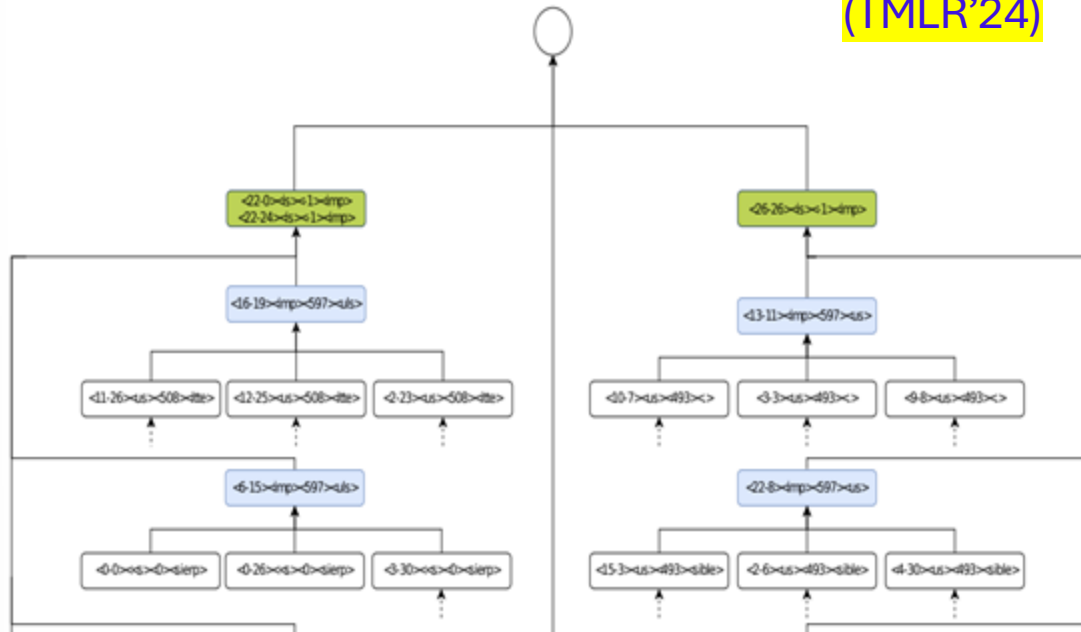 (TMLR'24)
<22-0><is><-1><imp>
<22-24><is><-1><imp>
<26-26><is><-1><imp>
<16-19><imp><597><uls>
<13-11><imp><597><us>
<11-26><us><508><itte>
<12-25><us><508><itte>
<2-23><us><508><itte>
<10-7><us><493><>
<3-3><us><493><>
<9-8><us><493><>
<6-15><imp><597><uls>
<22-8><imp><597><us>
<0-0><<s><0><sierp>
<0-26><<s><0><sierp>
<3-30><<s><0><sierp>
<15-3><us><493><sible>
<2-6><us><493><sible>
<4-30><us><493><sible>